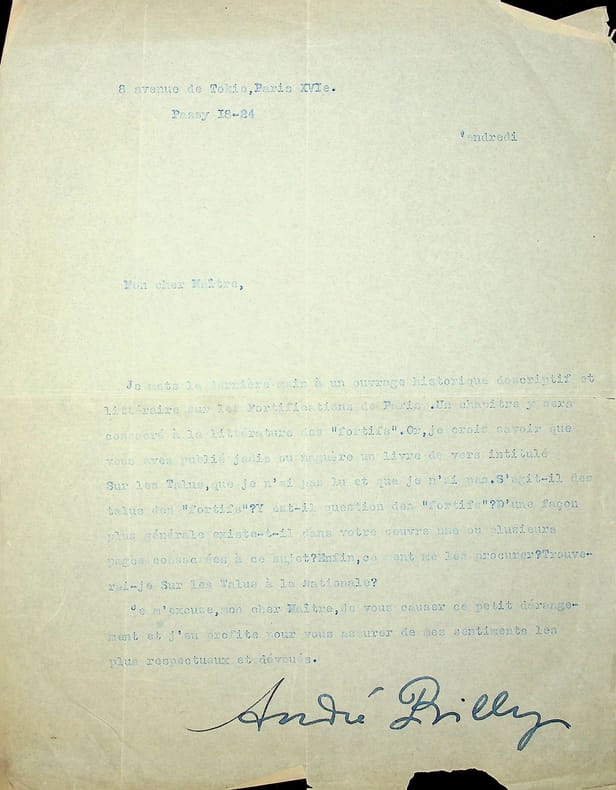 8 avenue de Tokio,Paris XVIe.
Passy 18-24
Vendredi
Mon cher Maître,
Je mets la dernière main à un ouvrage historique descriptif et
littéraire sur les Fortifications de Paris .Un chapitre y sera
consacré à la littérature des "fortifs".Or,je crois savoir que
vous avez publié jadis ou naguère un livre de vers intitulé
Sur les Talus,que je n'ai pas lu et que je n'ai pas.S'agit-il des
talus des "fortifs"?Y est-il question des "fortifs"?D'une façon
plus générale existe-t-il dans votre oeuvre une ou plusieurs
pages consacrées à ce sujet?Enfin,comment me les procurer?Trouve-
rai-je Sur les Talus à la Nationale?
Je m'excuse,mon cher Maître,de vous causer ce petit dérange-
ment et j'en profite pour vous assurer de mes sentiments les
plus respectueux et dévoués.
André Billy